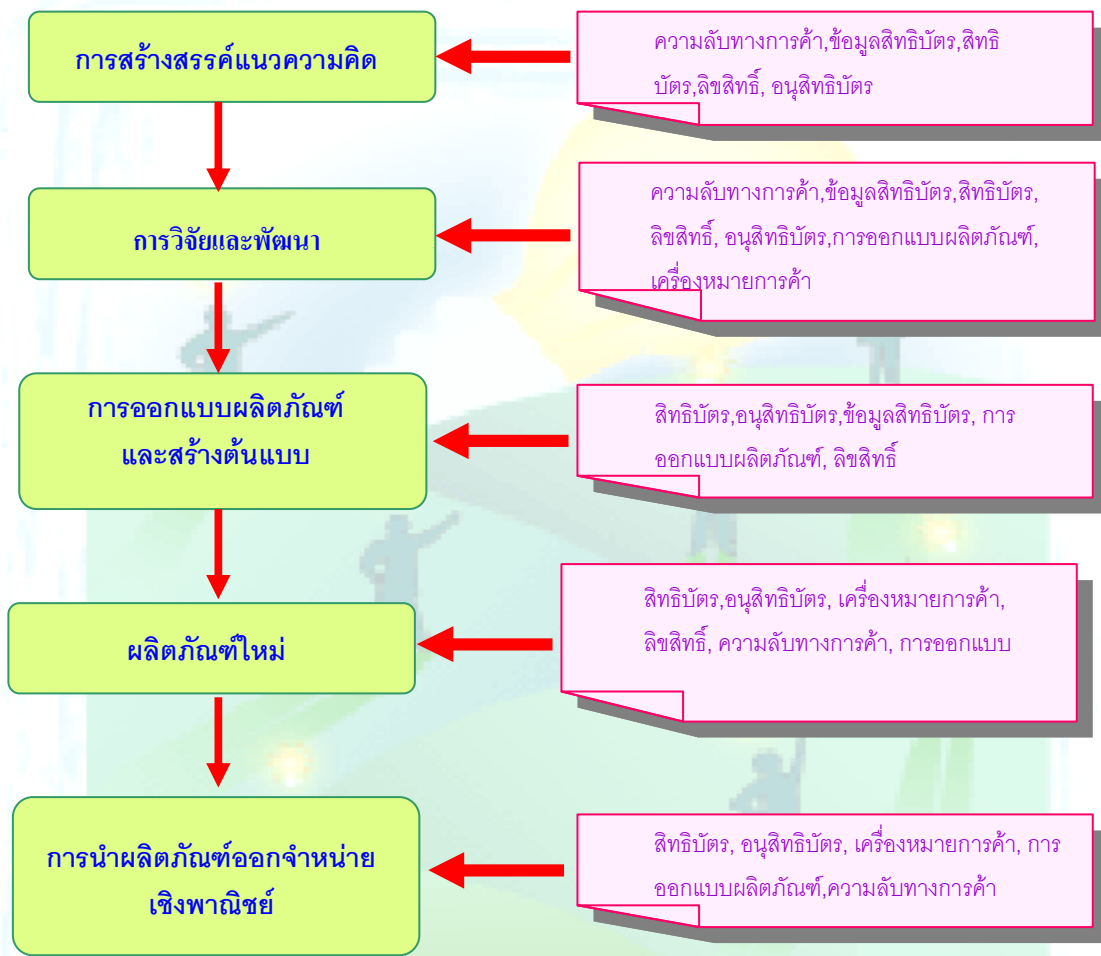 การสร้างสรรค์แนวความคิด
ความลับทางการค้า,ข้อมูลสิทธิบัตร,สิทธิ
บัตร,ลิขสิทธิ์, อนุสิทธิบัตร
การวิจัยและพัฒนา
ความลับทางการค้า,ข้อมูลสิทธิบัตร,สิทธิบัตร,
ลิขสิทธิ์, อนุสิทธิบัตร,การออกแบบผลิตภัณฑ์,
เครื่องหมายการค้า
การออกแบบผลิตภัณฑ์
และสร้างต้นแบบ
สิทธิบัตร,อนุสิทธิบัตร,ข้อมูลสิทธิบัตร, การ
ออกแบบผลิตภัณฑ์, ลิขสิทธิ์
ผลิตภัณฑ์ใหม่
สิทธิบัตร,อนุสิทธิบัตร, เครื่องหมายการค้า,
ลิขสิทธิ์, ความลับทางการค้า, การออกแบบ
การนำผลิตภัณฑ์ออกจำหน่าย
เชิงพาณิชย์
สิทธิบัตร, อนุสิทธิบัตร, เครื่องหมายการค้า, การ
ออกแบบผลิตภัณฑ์,ความลับทางการค้า